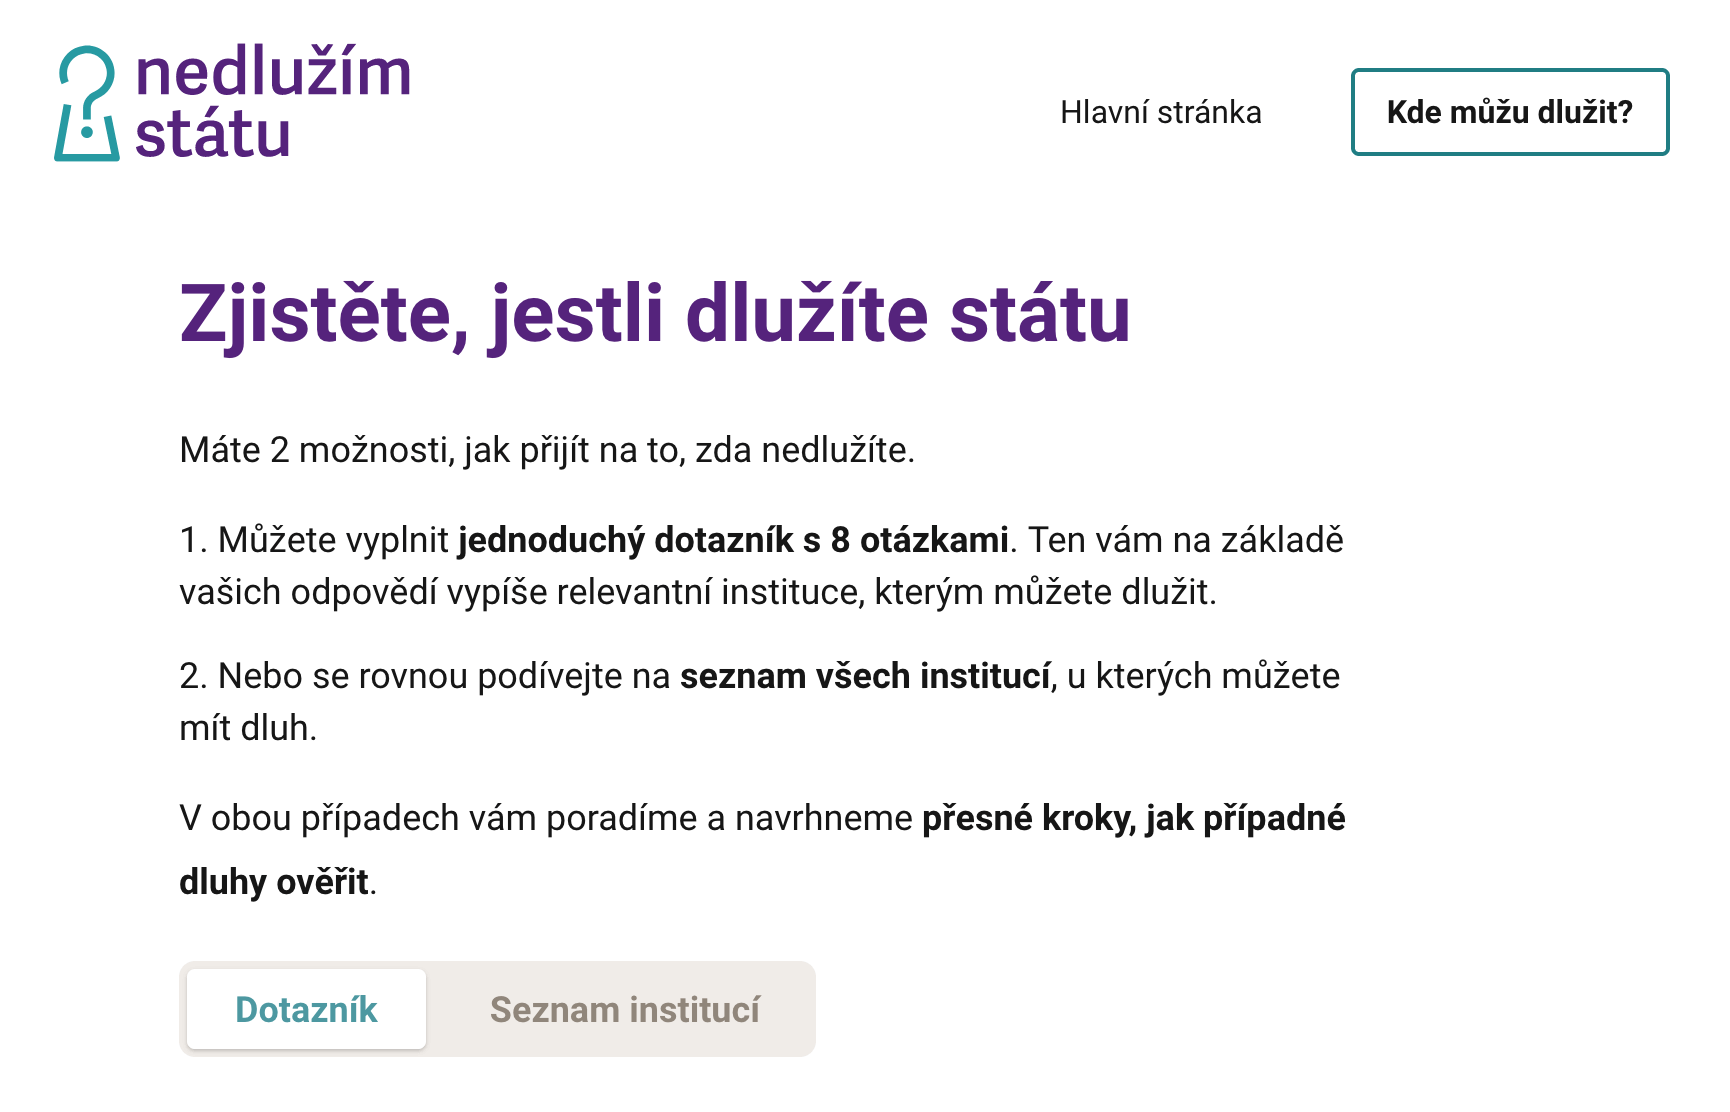 nedlužím
státu
Hlavní stránka
Kde můžu dlužit?
Zjistěte, jestli dlužíte státu
Máte 2 možnosti, jak přijít na to, zda nedlužíte.
1. Můžete vyplnit jednoduchý dotazník s 8 otázkami. Ten vám na základě
vašich odpovědí vypíše relevantní instituce, kterým můžete dlužit.
2. Nebo se rovnou podívejte na seznam všech institucí, u kterých můžete
mít dluh.
V obou případech vám poradíme a navrhneme přesné kroky, jak případné
dluhy ověřit.
Dotazník
Seznam institucí